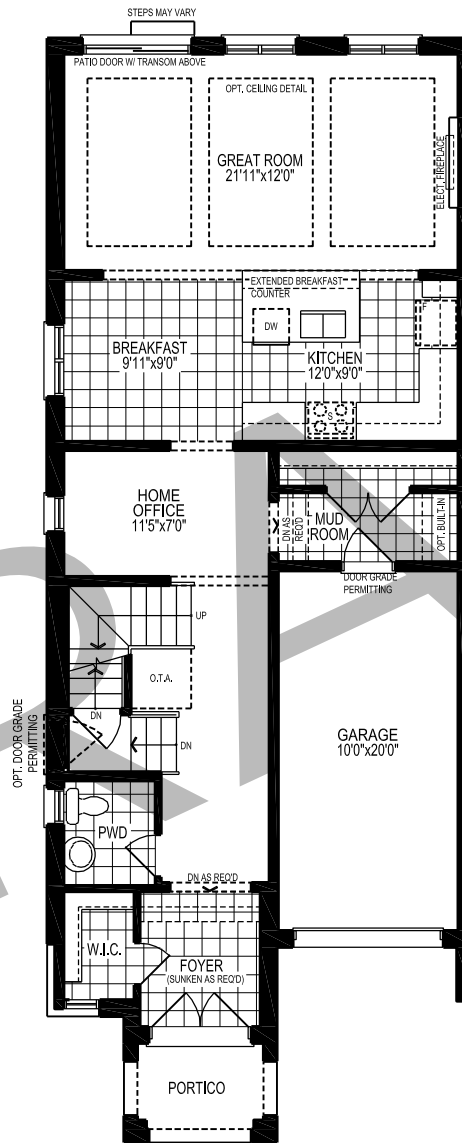 STEPS MAY VARY
PATIO DOOR W/ TRANSOM ABOVE
OPT. CEILING DETAIL
GREAT ROOM
21'11"x12'0"
ELECT. FIREPLACE
EXTENDED BREAKFAST
COUNTER
F
DW
BREAKFAST
9'11"x9'0"
KITCHEN
12'0"x9'0"
S
HOME
OFFICE
11'5"x7'0"
DN AS
REQ'D
MUD
ROOM
OPT. BUILT-IN
DOOR GRADE
PERMITTING
UP
O.T.A.
DN
DN
OPT. DOOR GRADE
PERMITTING
GARAGE
10'0"x20'0"
PWD
DN AS REQ'D
W.I.C.
FOYER
(SUNKEN AS REQ'D)
PORTICO